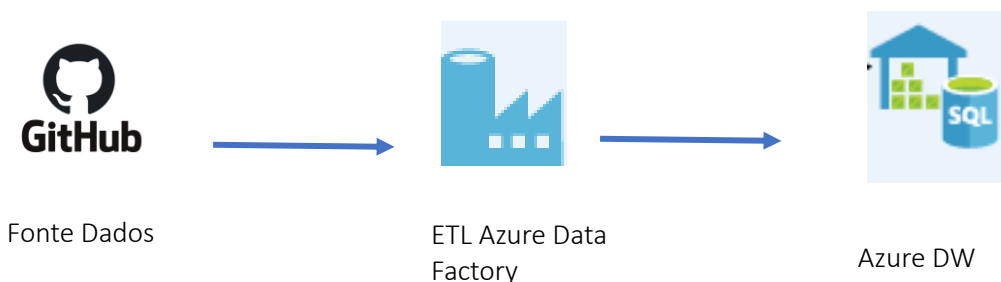 GitHub
SQL
Fonte Dados
ETL Azure Data
Factory
Azure DW